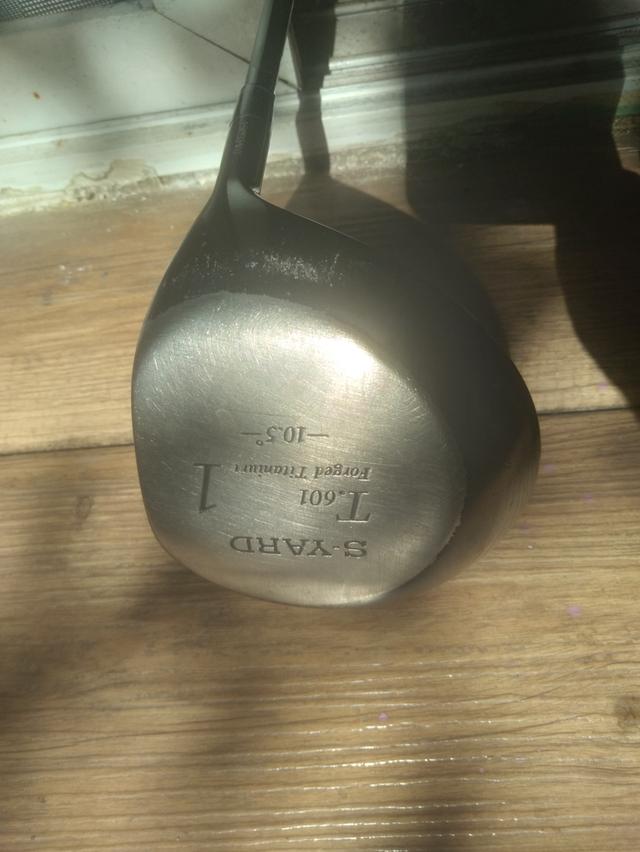 S-YARD
T.601
Forged Titanium
1
—10.5°—